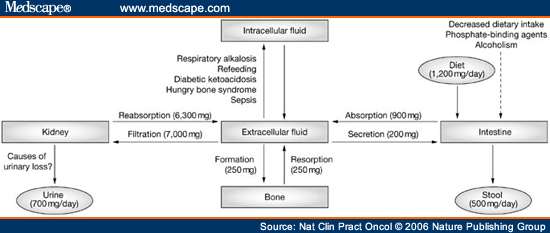 Medscape® www.medscape.com
Intracellular fluid
Decreased dietary intake
Phosphate-binding agents
Alcoholism
Respiratory alkalosis
Refeeding
Diabetic ketoacidosis
Hungry bone syndrome
Sepsis
Diet
(1,200 mg/day)
Reabsorption (6,300 mg)
Absorption (900 mg)
Kidney
Extracellular fluid
Intestine
Filtration (7,000 mg)
Secretion (200 mg)
Causes of
urinary loss?
Formation
(250 mg)
Resorption
(250 mg)
Urine
(700 mg/day)
Bone
Stool
(500 mg/day)
Source: Nat Clin Pract Oncol © 2006 Nature Publishing Group